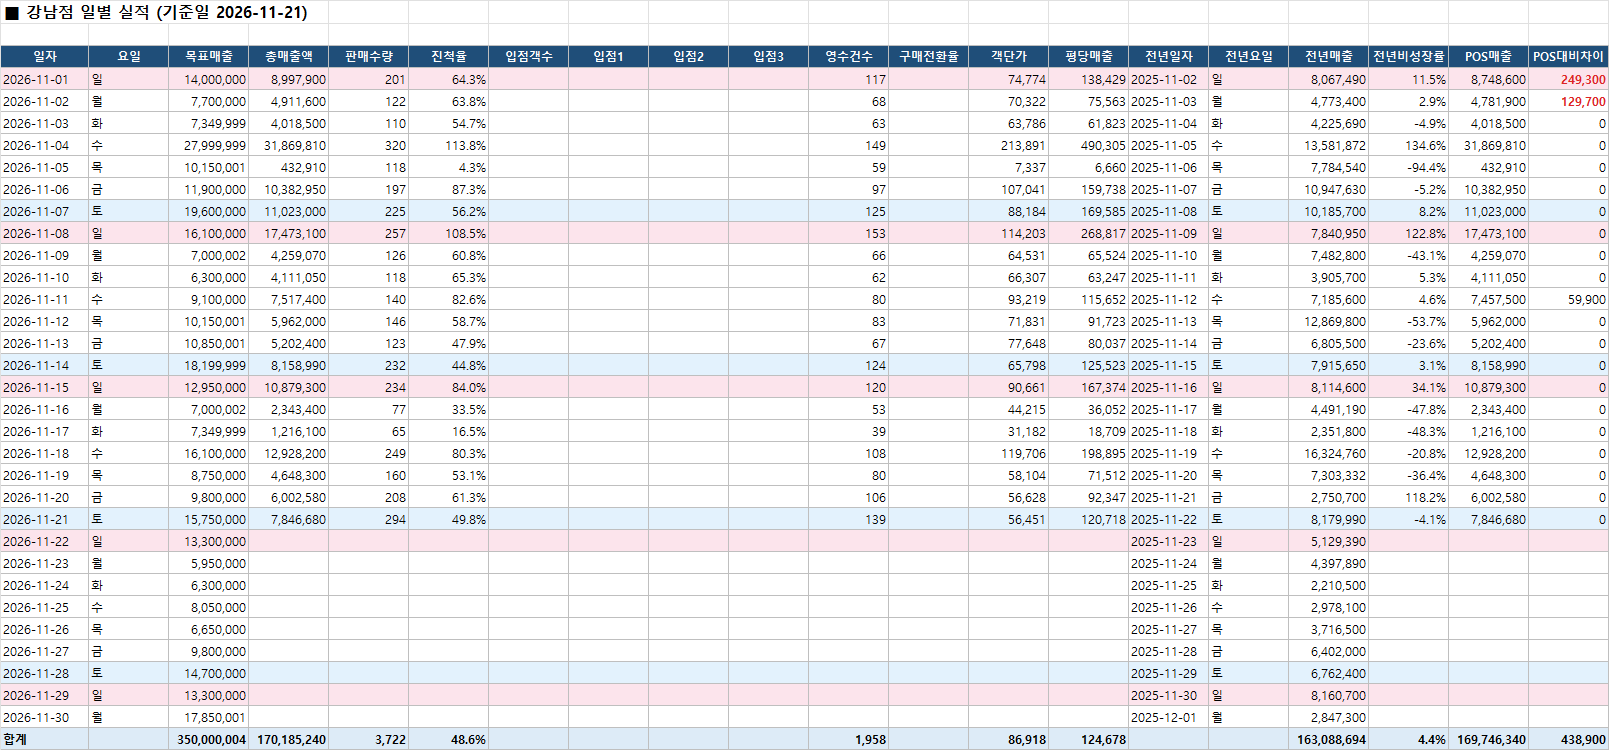 ■ 강남점 일별 실적 (기준일 2026-11-21)
일자 요일 목표매출 총매출액 판매수량 진척율 입점객수 입점1 입점2 입점3 영수건수 구매전환율 객단가 평당매출 전년일자 전년요일 전년매출 전년비성장률 POS매출 POS대비차이
2026-11-01 일 14,000,000 8,997,900 201 64.3% 117 74,774 138,429 2025-11-02 일 8,067,490 11.5% 8,748,600 249,300
2026-11-02 월 7,700,000 4,911,600 122 63.8% 68 70,322 75,563 2025-11-03 월 4,773,400 2.9% 4,781,900 129,700
2026-11-03 화 7,349,999 4,018,500 110 54.7% 63 63,786 61,823 2025-11-04 화 4,225,690 -4.9% 4,018,500 0
2026-11-04 수 27,999,999 31,869,810 320 113.8% 149 213,891 490,305 2025-11-05 수 13,581,872 134.6% 31,869,810 0
2026-11-05 목 10,150,001 432,910 118 4.3% 59 7,337 6,660 2025-11-06 목 7,784,540 -94.4% 432,910 0
2026-11-06 금 11,900,000 10,382,950 197 87.3% 97 107,041 159,738 2025-11-07 금 10,947,630 -5.2% 10,382,950 0
2026-11-07 토 19,600,000 11,023,000 225 56.2% 125 88,184 169,585 2025-11-08 토 10,185,700 8.2% 11,023,000 0
2026-11-08 일 16,100,000 17,473,100 257 108.5% 153 114,203 268,817 2025-11-09 일 7,840,950 122.8% 17,473,100 0
2026-11-09 월 7,000,002 4,259,070 126 60.8% 66 64,531 65,524 2025-11-10 월 7,482,800 -43.1% 4,259,070 0
2026-11-10 화 6,300,000 4,111,050 118 65.3% 62 66,307 63,247 2025-11-11 화 3,905,700 5.3% 4,111,050 0
2026-11-11 수 9,100,000 7,517,400 140 82.6% 80 93,219 115,652 2025-11-12 수 7,185,600 4.6% 7,457,500 59,900
2026-11-12 목 10,150,001 5,962,000 146 58.7% 83 71,831 91,723 2025-11-13 목 12,869,800 -53.7% 5,962,000 0
2026-11-13 금 10,850,001 5,202,400 123 47.9% 67 77,648 80,037 2025-11-14 금 6,805,500 -23.6% 5,202,400 0
2026-11-14 토 18,199,999 8,158,990 232 44.8% 124 65,798 125,523 2025-11-15 토 7,915,650 3.1% 8,158,990 0
2026-11-15 일 12,950,000 10,879,300 234 84.0% 120 90,661 167,374 2025-11-16 일 8,114,600 34.1% 10,879,300 0
2026-11-16 월 7,000,002 2,343,400 77 33.5% 53 44,215 36,052 2025-11-17 월 4,491,190 -47.8% 2,343,400 0
2026-11-17 화 7,349,999 1,216,100 65 16.5% 39 31,182 18,709 2025-11-18 화 2,351,800 -48.3% 1,216,100 0
2026-11-18 수 16,100,000 12,928,200 249 80.3% 108 119,706 198,895 2025-11-19 수 16,324,760 -20.8% 12,928,200 0
2026-11-19 목 8,750,000 4,648,300 160 53.1% 80 58,104 71,512 2025-11-20 목 7,303,332 -36.4% 4,648,300 0
2026-11-20 금 9,800,000 6,002,580 208 61.3% 106 56,628 92,347 2025-11-21 금 2,750,700 118.2% 6,002,580 0
2026-11-21 토 15,750,000 7,846,680 294 49.8% 139 56,451 120,718 2025-11-22 토 8,179,990 -4.1% 7,846,680 0
2026-11-22 일 13,300,000 2025-11-23 일 5,129,390
2026-11-23 월 5,950,000 2025-11-24 월 4,397,890
2026-11-24 화 6,300,000 2025-11-25 화 2,210,500
2026-11-25 수 8,050,000 2025-11-26 수 2,978,100
2026-11-26 목 6,650,000 2025-11-27 목 3,716,500
2026-11-27 금 9,800,000 2025-11-28 금 6,402,000
2026-11-28 토 14,700,000 2025-11-29 토 6,762,400
2026-11-29 일 13,300,000 2025-11-30 일 8,160,700
2026-11-30 월 17,850,001 2025-12-01 월 2,847,300
합계 350,000,004 170,185,240 3,722 48.6% 1,958 86,918 124,678 163,088,694 4.4% 169,746,340 438,900